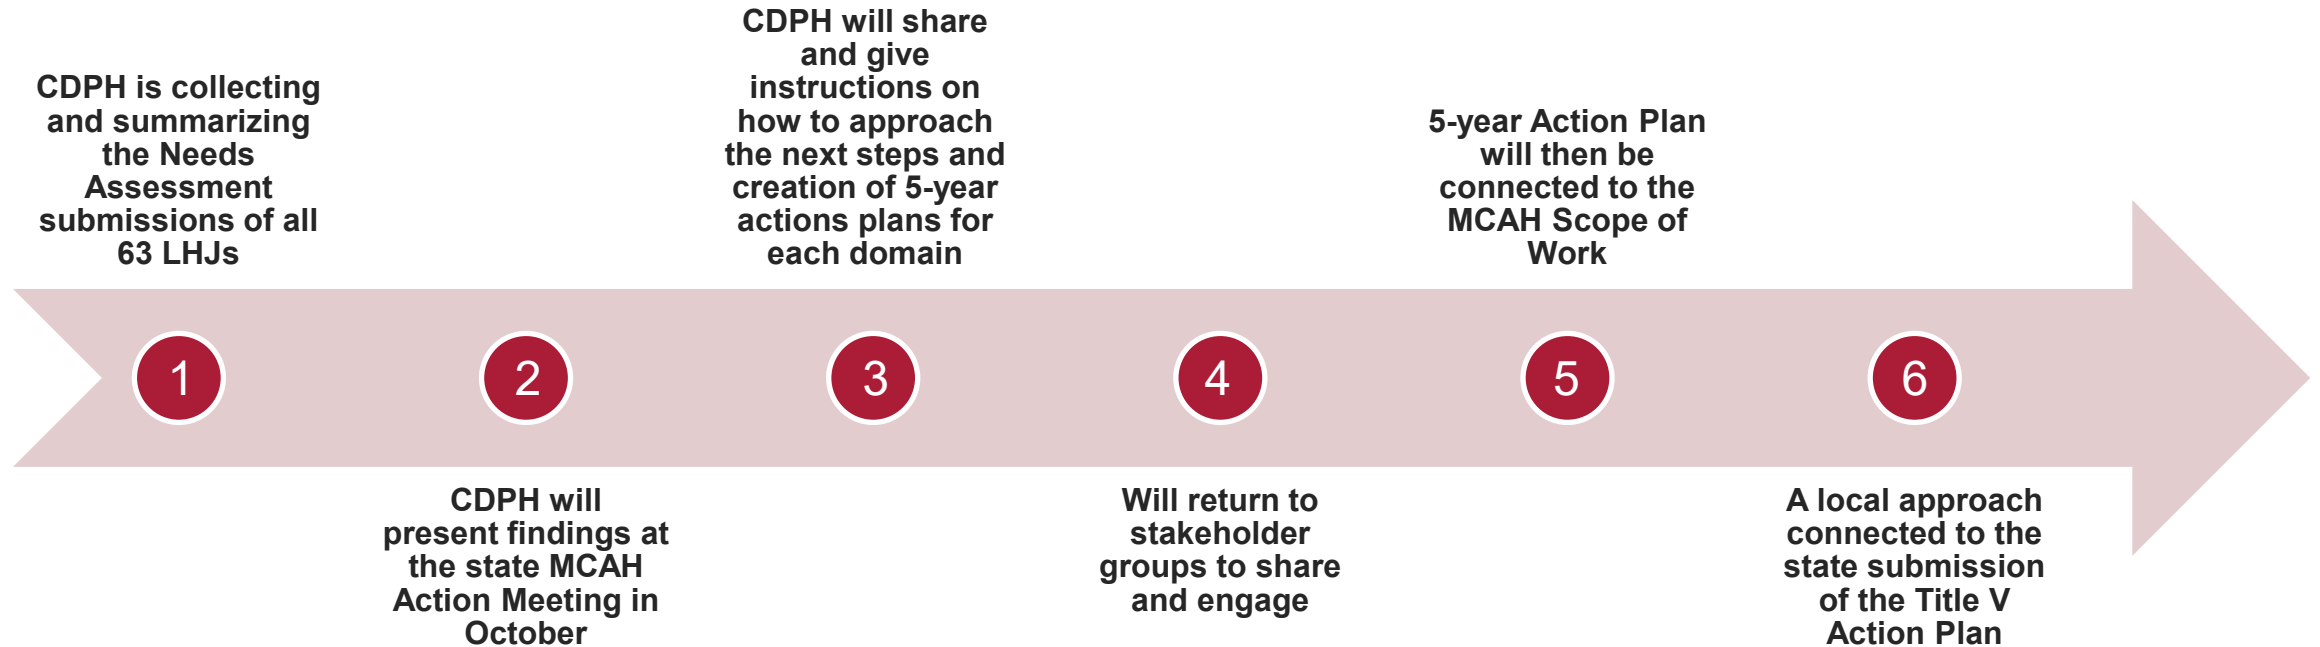 CDPH is collecting
and summarizing
the Needs
Assessment
submissions of all
63 LHJs
1
CDPH will
present findings at
the state MCAH
Action Meeting in
October
2
CDPH will share
and give
instructions on
how to approach
the next steps and
creation of 5-year
actions plans for
each domain
3
Will return to
stakeholder
groups to share
and engage
4
5-year Action Plan
will then be
connected to the
MCAH Scope of
Work
5
A local approach
connected to the
state submission
of the Title V
Action Plan
6